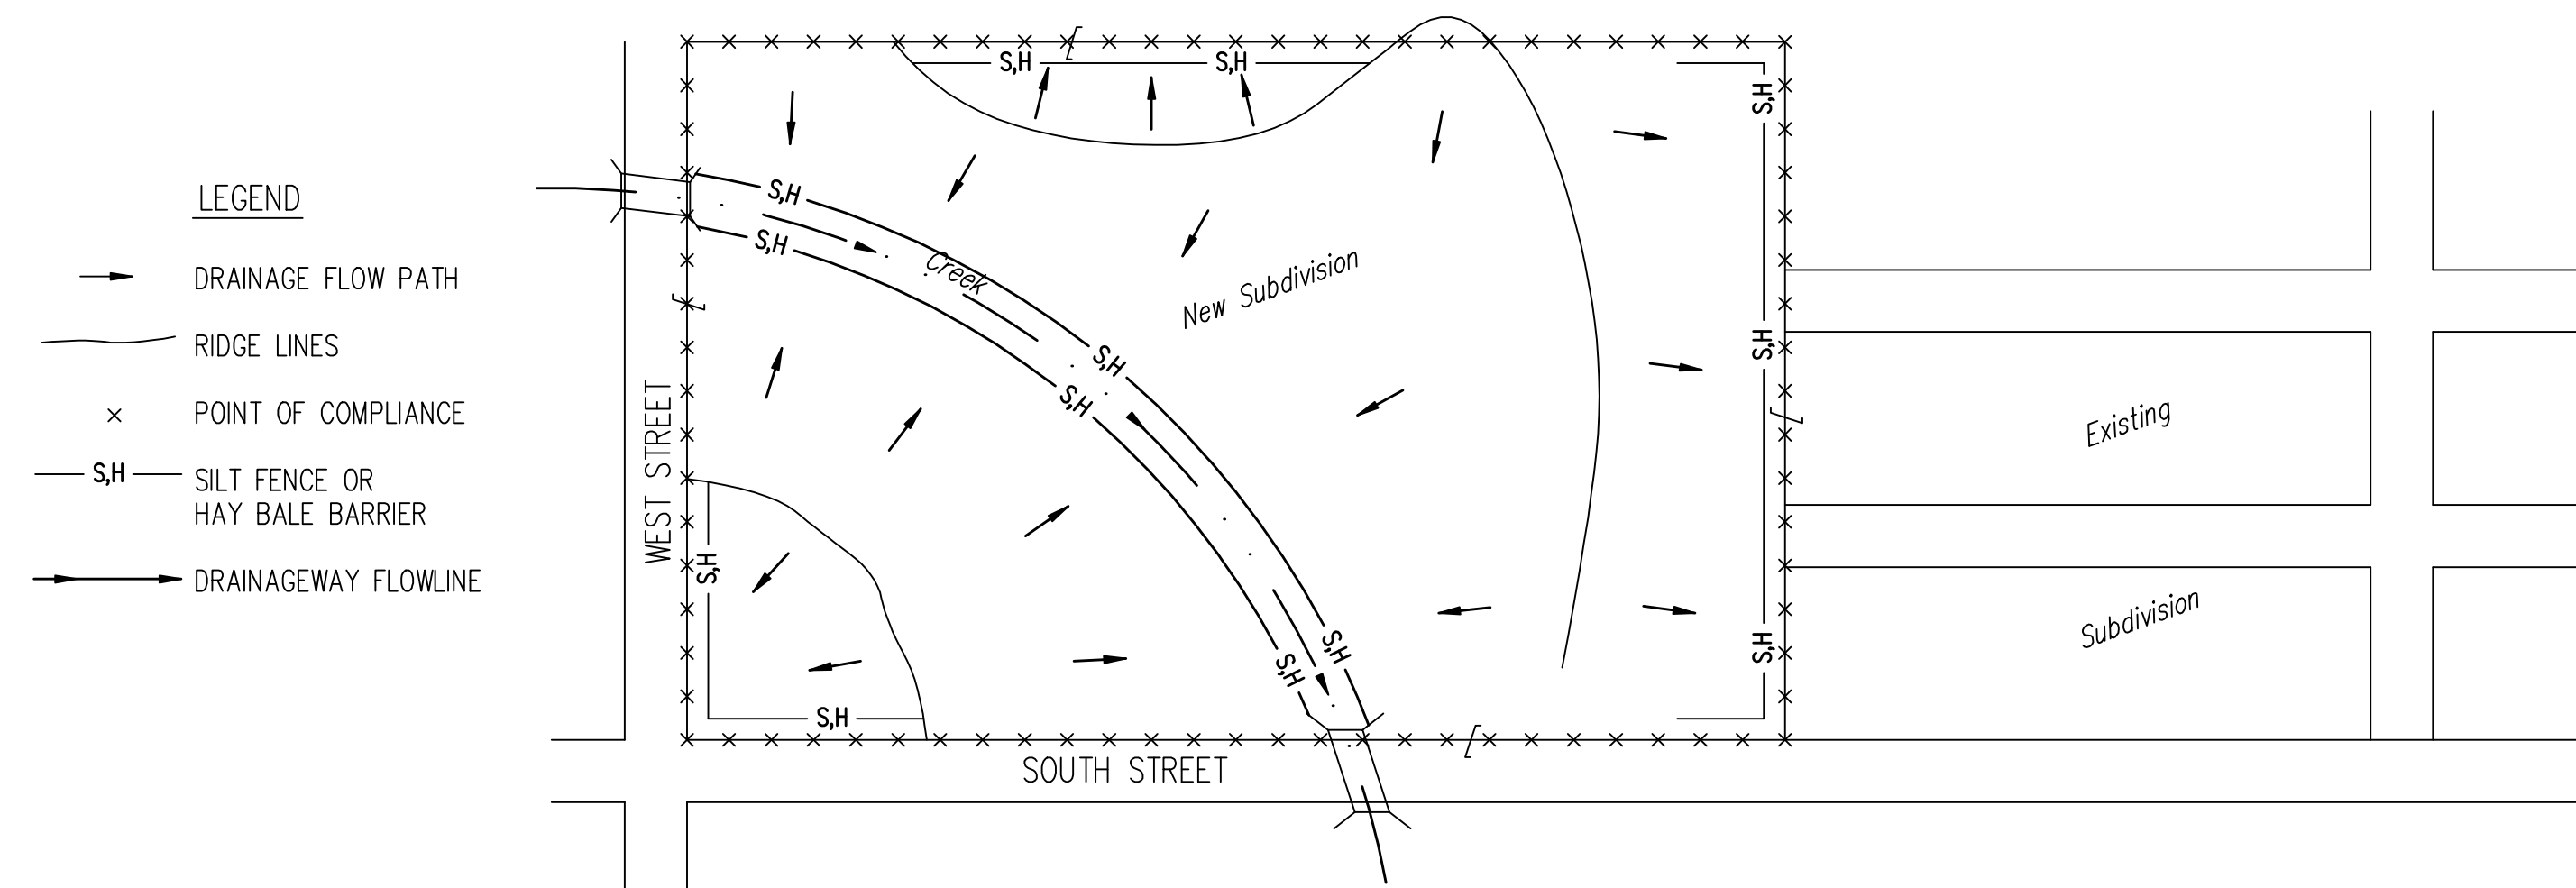 LEGEND
DRAINAGE FLOW PATH
RIDGE LINES
POINT OF COMPLIANCE
S,H
SILT FENCE OR
HAY BALE BARRIER
DRAINAGEWAY FLOWLINE
S,H
S,H
S,H
S,H
S,H
Creek
New Subdivision
S,H
S,H
S,H
WEST STREET
Existing
S,H
Subdivision
S,H
S,H
S,H
S,H
SOUTH STREET